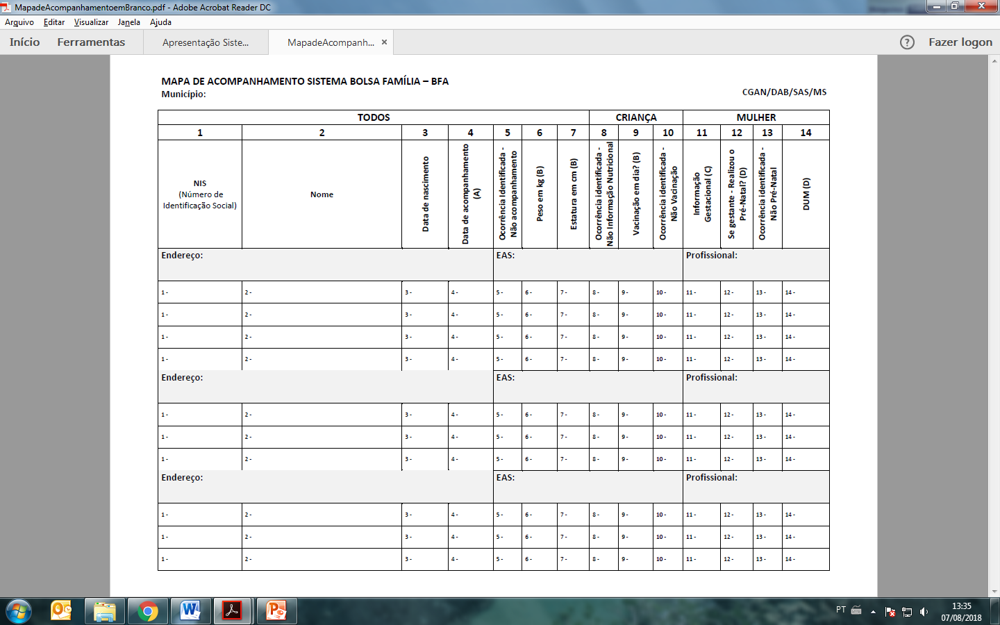 MapadeAcompanhamentoemBranco.pdf - Adobe Acrobat Reader DC
Arquivo Editar Visualizar Janela Ajuda
Início Ferramentas Apresentação Siste... MapadeAcompanh... × ? Fazer logon
MAPA DE ACOMPANHAMENTO SISTEMA BOLSA FAMÍLIA – BFA
Município: CGAN/DAB/SAS/MS
TODOS CRIANÇA MULHER
1 2 3 4 5 6 7 8 9 10 11 12 13 14
NIS
(Número de
Identificação Social)
Nome
Data de nascimento
Data de acompanhamento
(A)
Ocorrência Identificada -
Não acompanhamento
Peso em kg (B)
Estatura em cm (B)
Ocorrência identificada -
Não Informação Nutricional
Vacinação em dia? (B)
Ocorrência identificada -
Não Vacinação
Informação
Gestacional (C)
Se gestante - Realizou o
Pré-Natal? (D)
Ocorrência identificada -
Não Pré-Natal
DUM (D)
Endereço: EAS: Profissional:
1 - 2 - 3 - 4 - 5 - 6 - 7 - 8 - 9 - 10 - 11 - 12 - 13 - 14 -
1 - 2 - 3 - 4 - 5 - 6 - 7 - 8 - 9 - 10 - 11 - 12 - 13 - 14 -
1 - 2 - 3 - 4 - 5 - 6 - 7 - 8 - 9 - 10 - 11 - 12 - 13 - 14 -
1 - 2 - 3 - 4 - 5 - 6 - 7 - 8 - 9 - 10 - 11 - 12 - 13 - 14 -
Endereço: EAS: Profissional:
1 - 2 - 3 - 4 - 5 - 6 - 7 - 8 - 9 - 10 - 11 - 12 - 13 - 14 -
1 - 2 - 3 - 4 - 5 - 6 - 7 - 8 - 9 - 10 - 11 - 12 - 13 - 14 -
1 - 2 - 3 - 4 - 5 - 6 - 7 - 8 - 9 - 10 - 11 - 12 - 13 - 14 -
Endereço: EAS: Profissional:
1 - 2 - 3 - 4 - 5 - 6 - 7 - 8 - 9 - 10 - 11 - 12 - 13 - 14 -
1 - 2 - 3 - 4 - 5 - 6 - 7 - 8 - 9 - 10 - 11 - 12 - 13 - 14 -
1 - 2 - 3 - 4 - 5 - 6 - 7 - 8 - 9 - 10 - 11 - 12 - 13 - 14 -
PT 13:35
07/08/2018